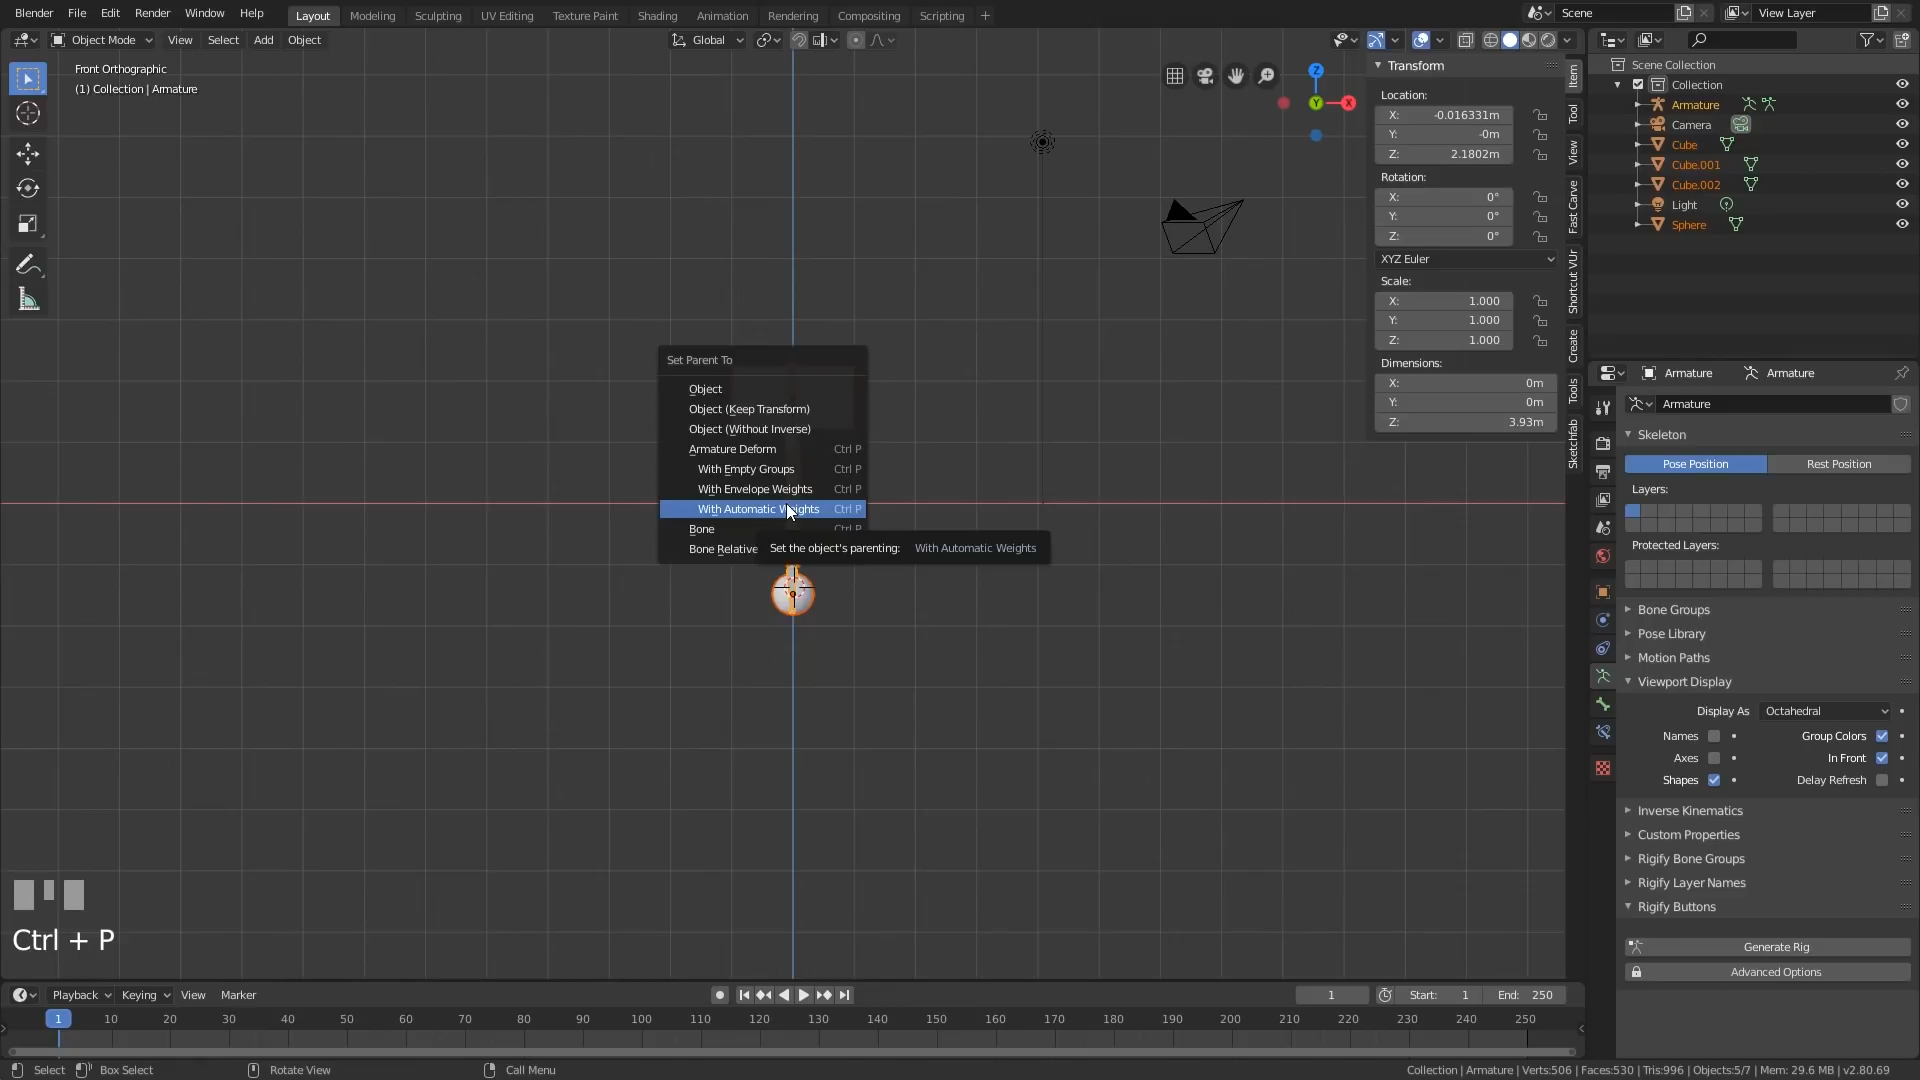 Blender File Edit Render Window Help Layout Modeling Sculpting UV Editing Texture Paint Shading Animation Rendering Compositing Scripting + Scene View Layer
Object Mode View Select Add Object Global
Front Orthographic
(1) Collection | Armature
Transform
Location:
X: -0.016331m
Y: -0m
Z: 2.1802m
Rotation:
X: 0°
Y: 0°
Z: 0°
XYZ Euler
Scale:
X: 1.000
Y: 1.000
Z: 1.000
Dimensions:
X: 0m
Y: 0m
Z: 3.93m
Item
Tool
View
Fast Carve
Shortcut VUr
Create
Tools
Sketchfab
Z
Y
X
Scene Collection
Collection
Armature
Camera
Cube
Cube.001
Cube.002
Light
Sphere
Armature Armature
Armature
Skeleton
Pose Position Rest Position
Layers:
Protected Layers:
Bone Groups
Pose Library
Motion Paths
Viewport Display
Display As Octahedral
Names Group Colors
Axes In Front
Shapes Delay Refresh
Inverse Kinematics
Custom Properties
Rigify Bone Groups
Rigify Layer Names
Rigify Buttons
Generate Rig
Advanced Options
Set Parent To
Object
Object (Keep Transform)
Object (Without Inverse)
Armature Deform Ctrl P
With Empty Groups Ctrl P
With Envelope Weights Ctrl P
With Automatic Weights Ctrl P
Bone Ctrl P
Bone Relative
Set the object's parenting: With Automatic Weights
Ctrl + P
Playback Keying View Marker 1 Start: 1 End: 250
1 10 20 30 40 50 60 70 80 90 100 110 120 130 140 150 160 170 180 190 200 210 220 230 240 250
Select Box Select Rotate View Call Menu Collection | Armature | Verts:506 | Faces:530 | Tris:996 | Objects:5/7 | Mem: 29.6 MB | v2.80.69